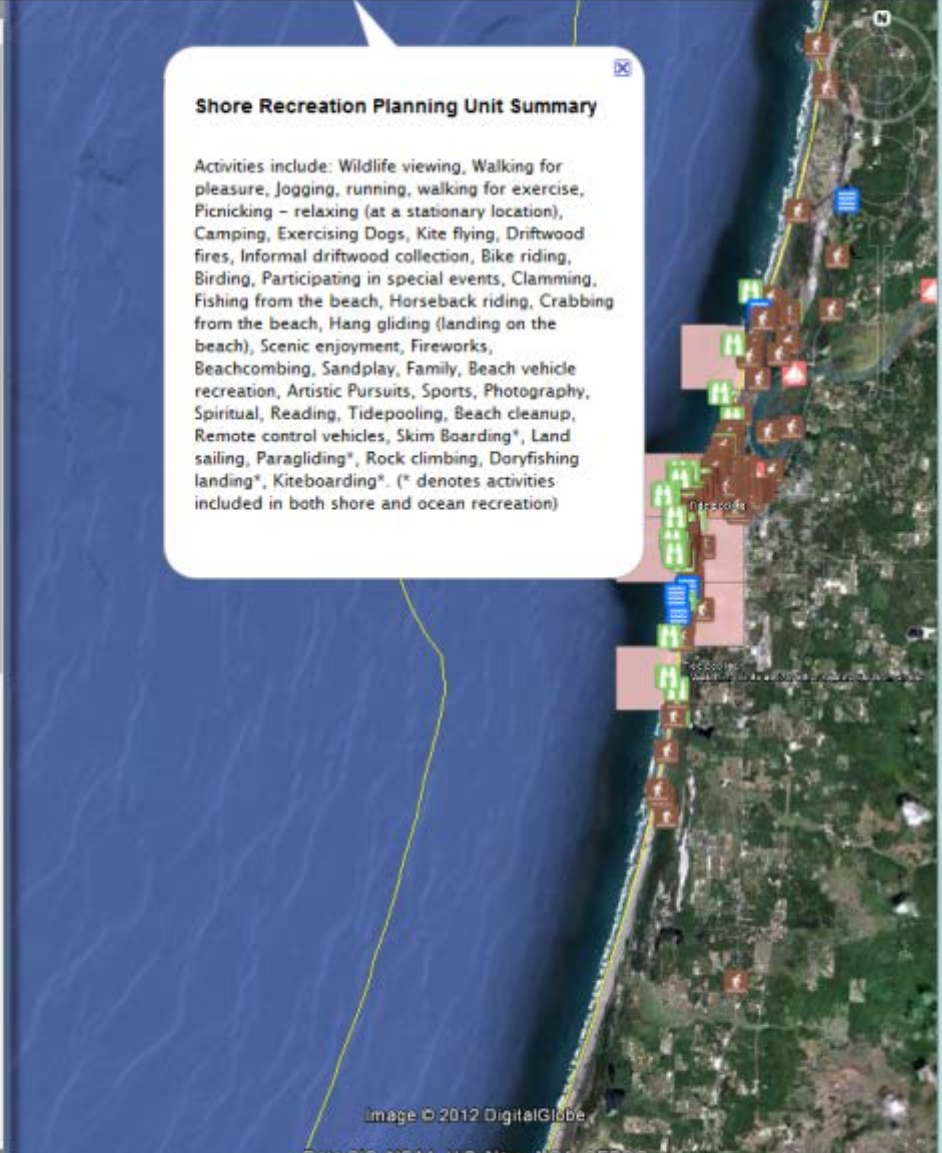 N
Shore Recreation Planning Unit Summary
Activities include: Wildlife viewing, Walking for
pleasure, Jogging, running, walking for exercise,
Picnicking – relaxing (at a stationary location),
Camping, Exercising Dogs, Kite flying, Driftwood
fires, Informal driftwood collection, Bike riding,
Birding, Participating in special events, Clamming,
Fishing from the beach, Horseback riding, Crabbing
from the beach, Hang gliding (landing on the
beach), Scenic enjoyment, Fireworks,
Beachcombing, Sandplay, Family, Beach vehicle
recreation, Artistic Pursuits, Sports, Photography,
Spiritual, Reading, Tidepooling, Beach cleanup,
Remote control vehicles, Skim Boarding*, Land
sailing, Paragliding*, Rock climbing, Doryfishing
landing*, Kiteboarding*. (* denotes activities
included in both shore and ocean recreation)
Image © 2012 DigitalGlobe